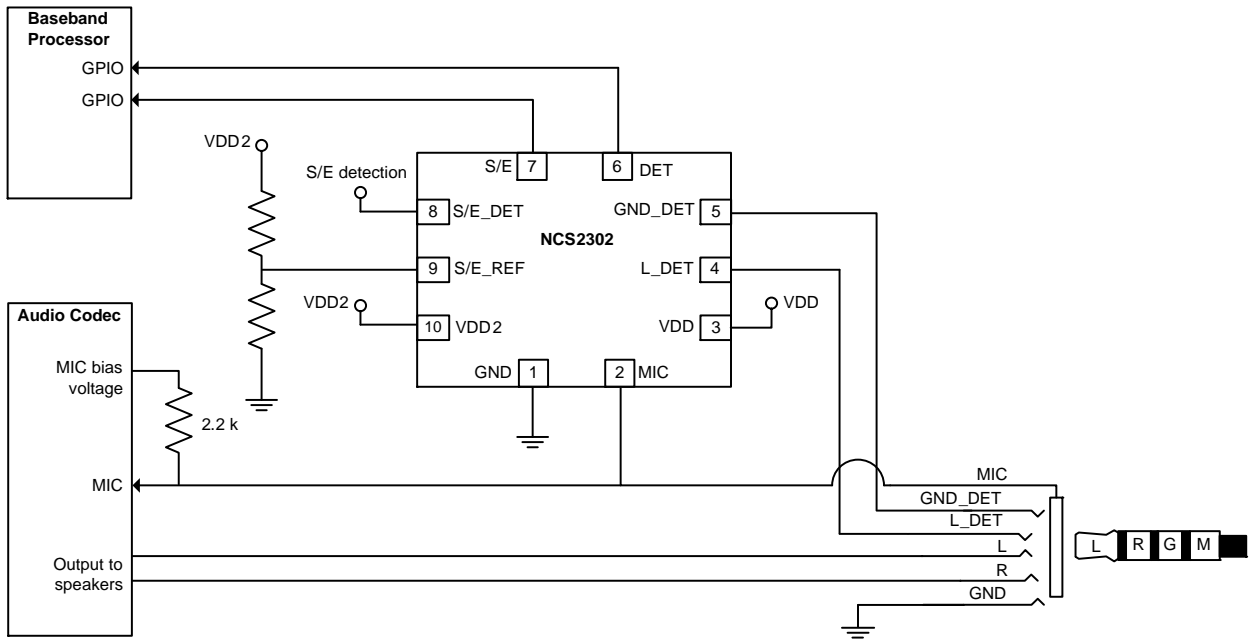 Baseband
Processor
GPIO
GPIO
VDD2
S/E detection
S/E 7
6 DET
8 S/E_DET
GND_DET 5
NCS2302
9 S/E_REF
L_DET 4
VDD2
10 VDD2
VDD 3
VDD
GND 1
2 MIC
Audio Codec
MIC bias
voltage
2.2 k
MIC
MIC
GND_DET
L_DET
L
R
GND
Output to
speakers
L R G M